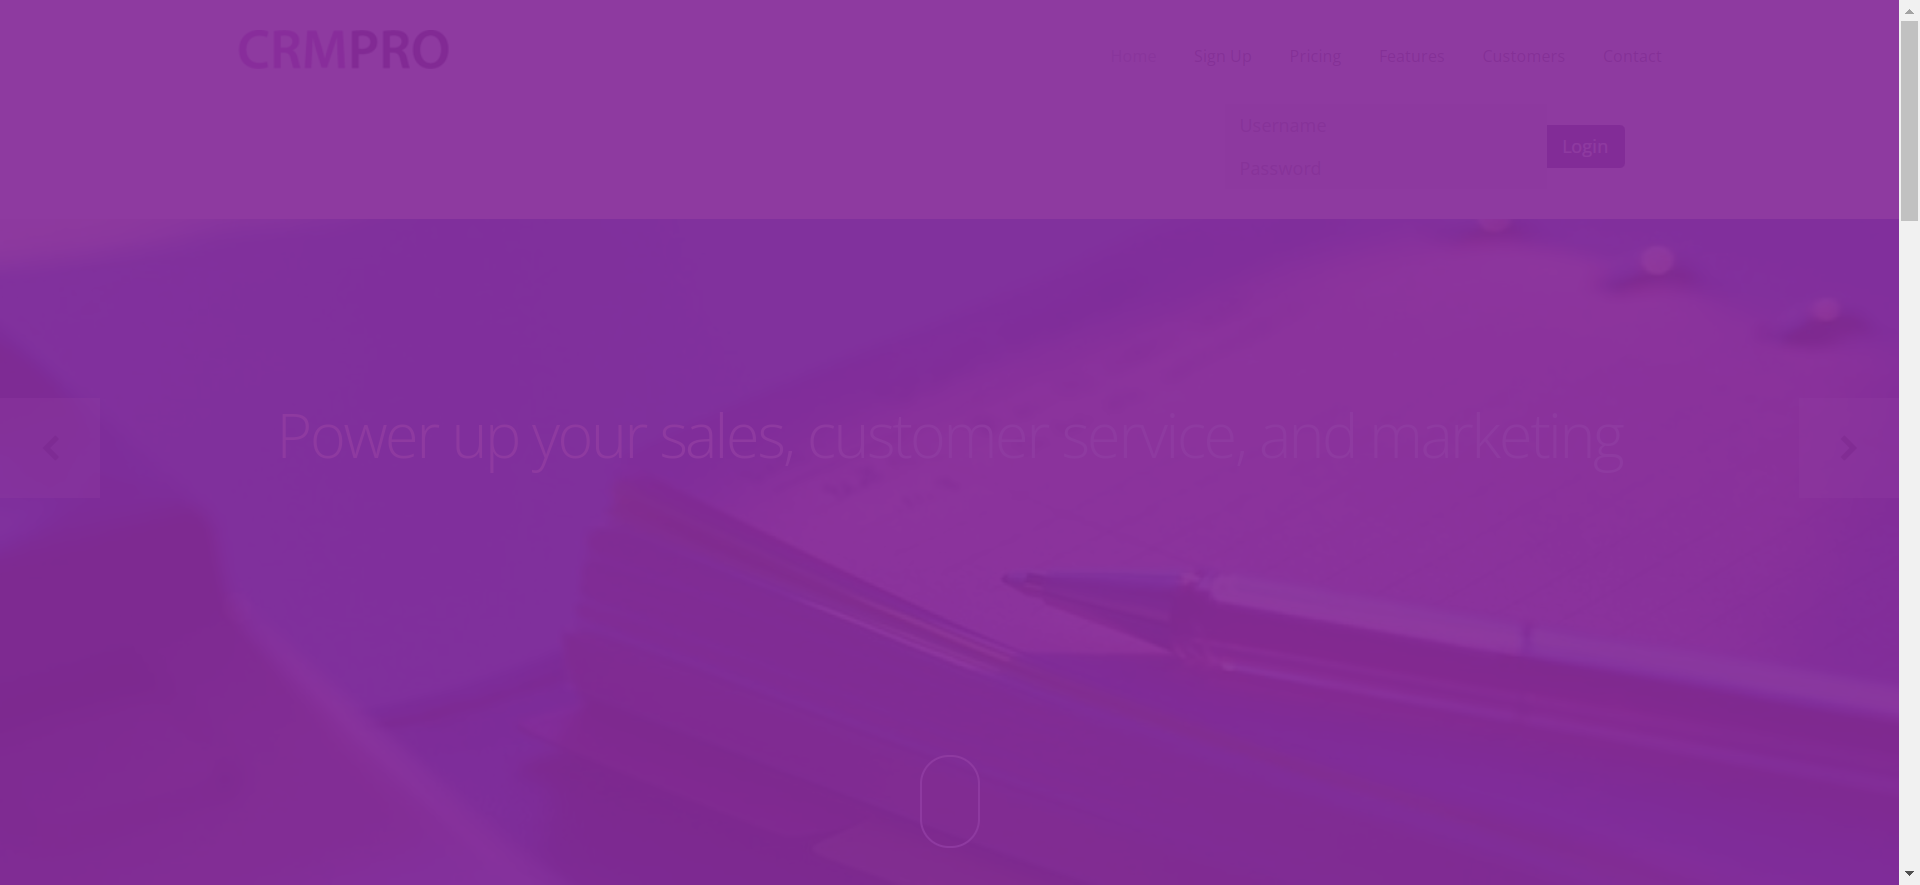 CRMPRO
Home Sign Up Pricing Features Customers Contact
Username
Login
Password
Power up your sales, customer service, and marketing